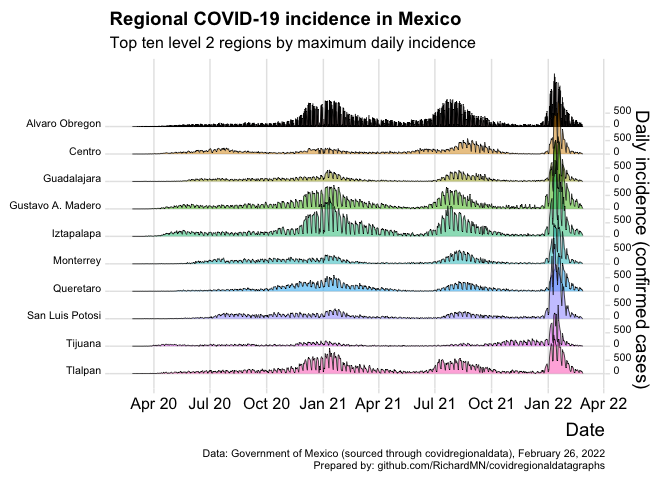 Regional COVID-19 incidence in Mexico
Top ten level 2 regions by maximum daily incidence
Alvaro Obregon
500
0
Centro
500
0
Guadalajara
500
0
Gustavo A. Madero
500
0
Iztapalapa
500
0
Monterrey
500
0
Queretaro
500
0
San Luis Potosi
500
0
Tijuana
500
0
Tlalpan
500
0
Daily incidence (confirmed cases)
Apr 20 Jul 20 Oct 20 Jan 21 Apr 21 Jul 21 Oct 21 Jan 22 Apr 22
Date
Data: Government of Mexico (sourced through covidregionaldata), February 26, 2022
Prepared by: github.com/RichardMN/covidregionaldatagraphs